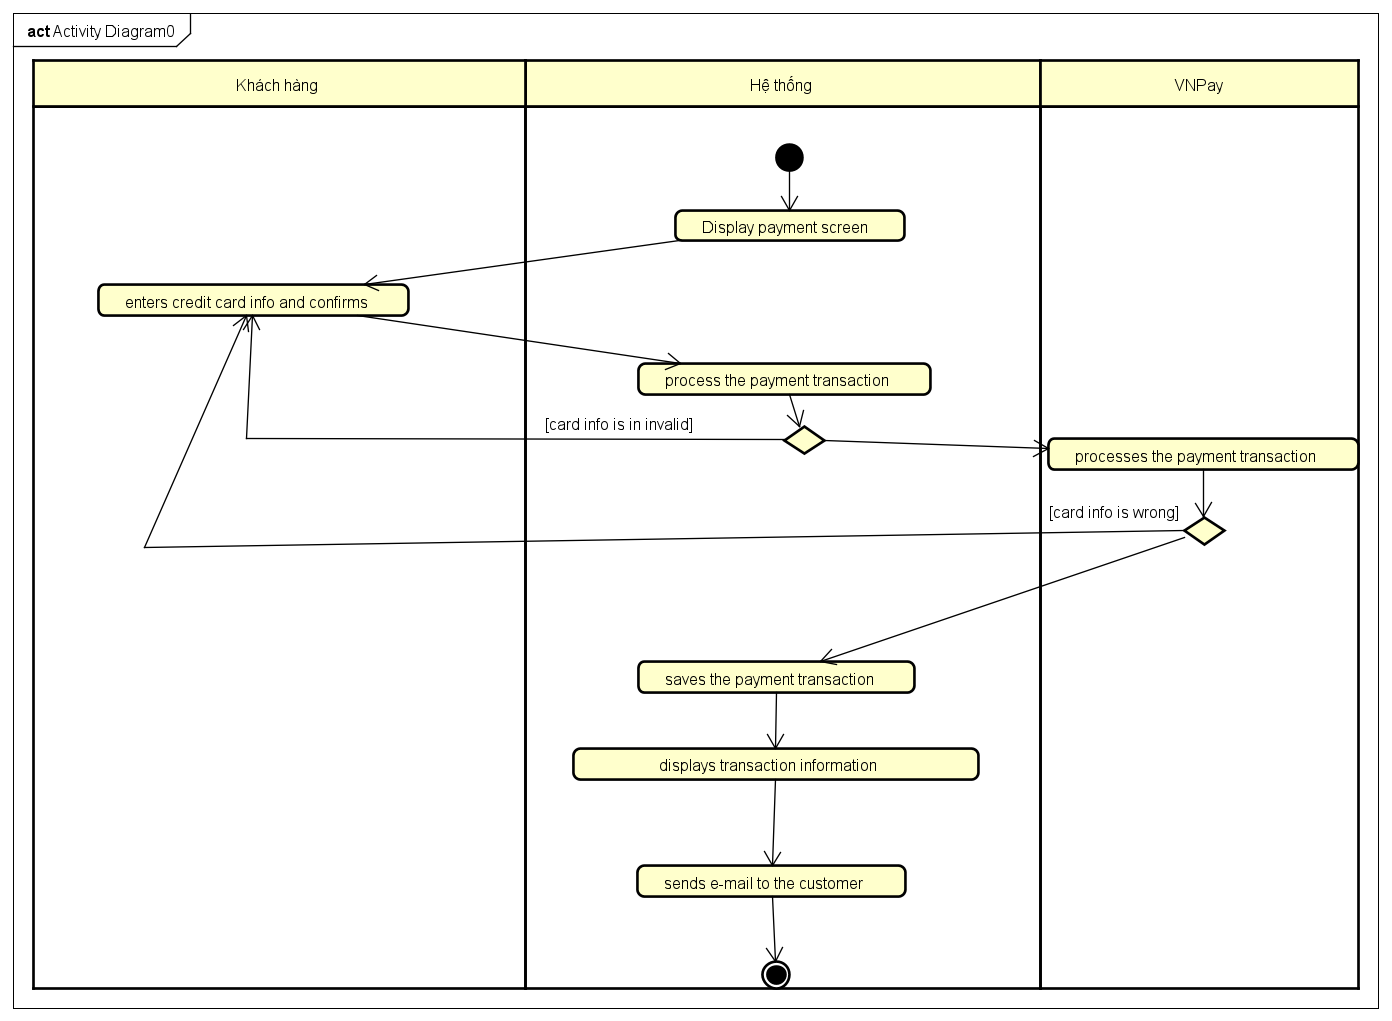 act Activity Diagram0
Khách hàng
Hệ thống
VNPay
Display payment screen
enters credit card info and confirms
process the payment transaction
[card info is in invalid]
processes the payment transaction
[card info is wrong]
saves the payment transaction
displays transaction information
sends e-mail to the customer